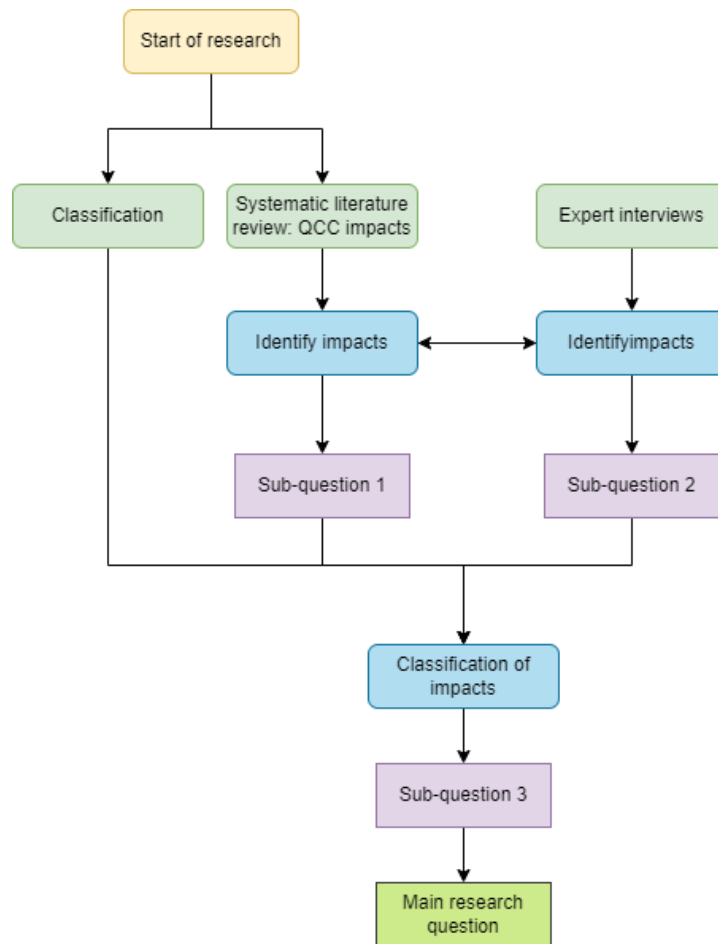 Start of research
Classification
Systematic literature
review: QCC impacts
Expert interviews
Identify impacts
Identifyimpacts
Sub-question 1
Sub-question 2
Classification of
impacts
Sub-question 3
Main research
question